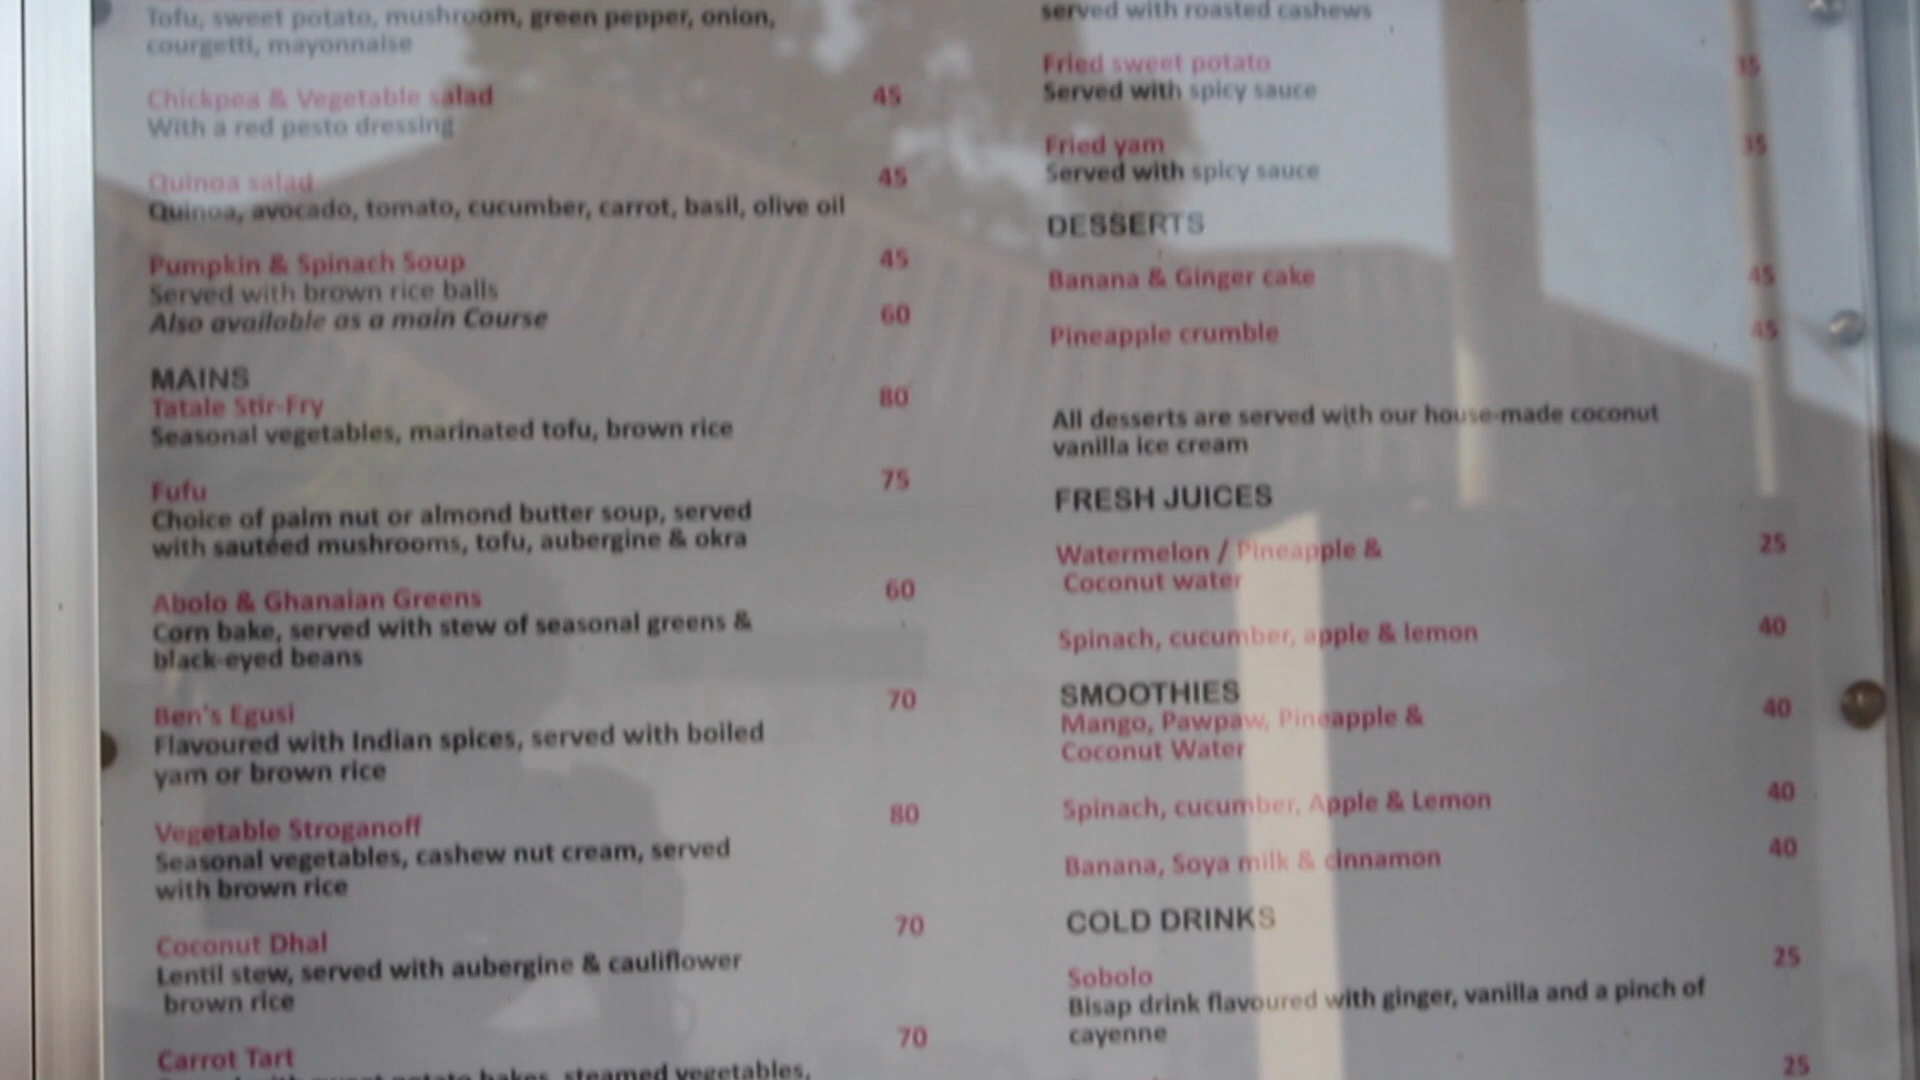 Tofu, sweet potato, mushroom, green pepper, onion,
courgetti, mayonnaise
Chickpea & Vegetable salad 45
With a red pesto dressing
Quinoa salad 45
Quinoa, avocado, tomato, cucumber, carrot, basil, olive oil
Pumpkin & Spinach Soup 45
Served with brown rice balls
Also available as a main Course 60
MAINS
Tatale Stir-Fry 80
Seasonal vegetables, marinated tofu, brown rice
Fufu 75
Choice of palm nut or almond butter soup, served
with sautéed mushrooms, tofu, aubergine & okra
Abolo & Ghanaian Greens 60
Corn bake, served with stew of seasonal greens &
black-eyed beans
Ben's Egusi 70
Flavoured with Indian spices, served with boiled
yam or brown rice
Vegetable Stroganoff 80
Seasonal vegetables, cashew nut cream, served
with brown rice
Coconut Dhal 70
Lentil stew, served with aubergine & cauliflower
brown rice
Carrot Tart 70
sweet potato bakes, steamed vegetables,
served with roasted cashews
Fried sweet potato 35
Served with spicy sauce
Fried yam 35
Served with spicy sauce
DESSERTS
Banana & Ginger cake 45
Pineapple crumble 45
All desserts are served with our house-made coconut
vanilla ice cream
FRESH JUICES
Watermelon / Pineapple & 25
Coconut water
Spinach, cucumber, apple & lemon 40
SMOOTHIES
Mango, Pawpaw, Pineapple & 40
Coconut Water
Spinach, cucumber, Apple & Lemon 40
Banana, Soya milk & cinnamon 40
COLD DRINKS
Sobolo 25
Bisap drink flavoured with ginger, vanilla and a pinch of
cayenne
25